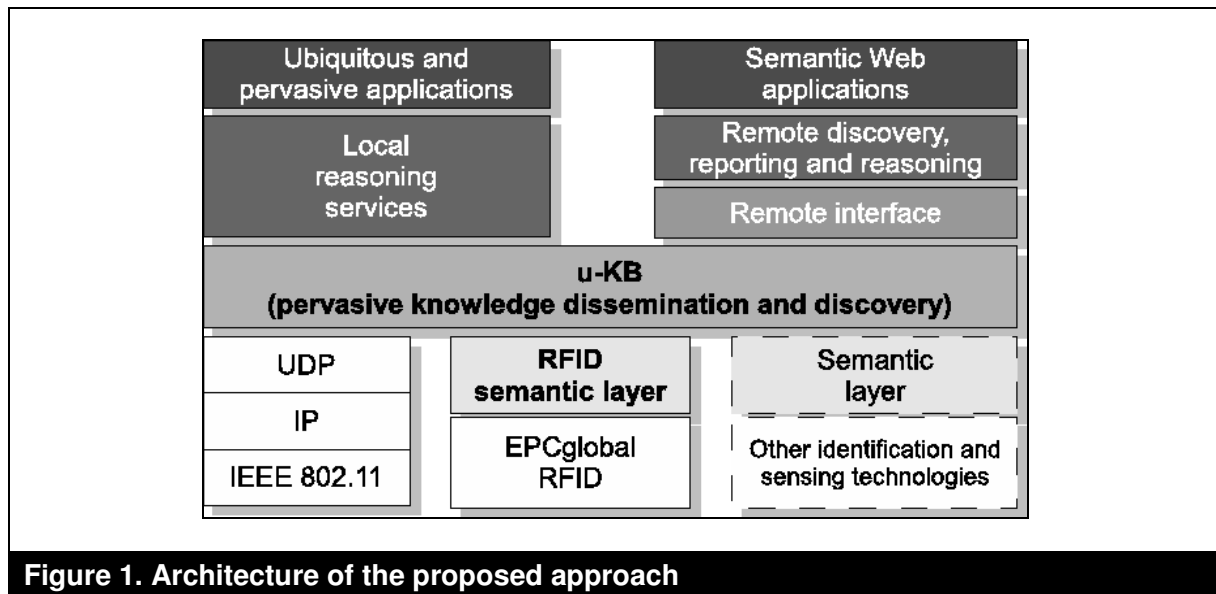 Ubiquitous and
pervasive applications
Semantic Web
applications
Local
reasoning
services
Remote discovery,
reporting and reasoning
Remote interface
u-KB
(pervasive knowledge dissemination and discovery)
UDP
IP
IEEE 802.11
RFID
semantic layer
EPCglobal
RFID
Semantic
layer
Other identification and
sensing technologies
Figure 1. Architecture of the proposed approach